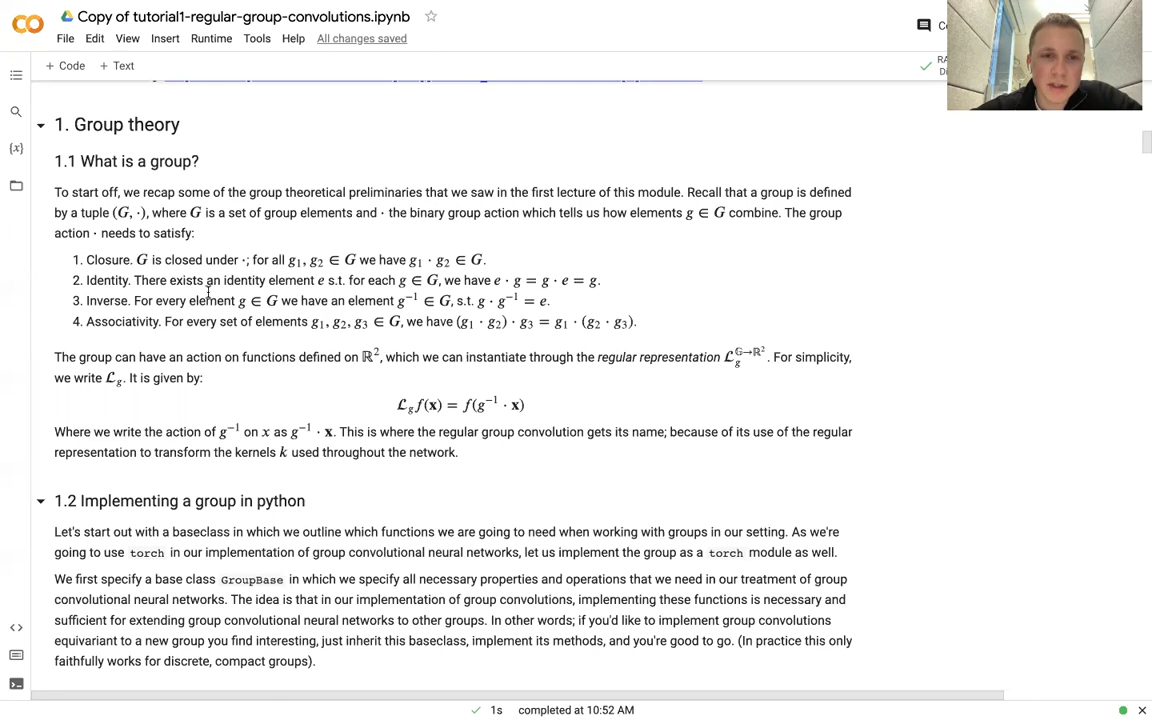 Copy of tutorial1-regular-group-convolutions.ipynb
File Edit View Insert Runtime Tools Help All changes saved
+ Code + Text
1. Group theory
1.1 What is a group?
To start off, we recap some of the group theoretical preliminaries that we saw in the first lecture of this module. Recall that a group is defined
by a tuple (G, ·), where G is a set of group elements and · the binary group action which tells us how elements g ∈ G combine. The group
action · needs to satisfy:
1. Closure. G is closed under ·; for all g₁, g₂ ∈ G we have g₁ · g₂ ∈ G.
2. Identity. There exists an identity element e s.t. for each g ∈ G, we have e · g = g · e = g.
3. Inverse. For every element g ∈ G we have an element g⁻¹ ∈ G, s.t. g · g⁻¹ = e.
4. Associativity. For every set of elements g₁, g₂, g₃ ∈ G, we have (g₁ · g₂) · g₃ = g₁ · (g₂ · g₃).
The group can have an action on functions defined on ℝ², which we can instantiate through the regular representation ℒ_g^{𝔾→ℝ²}. For simplicity,
we write ℒ_g. It is given by:
ℒ_g f(x) = f(g⁻¹ · x)
Where we write the action of g⁻¹ on x as g⁻¹ · x. This is where the regular group convolution gets its name; because of its use of the regular
representation to transform the kernels k used throughout the network.
1.2 Implementing a group in python
Let's start out with a baseclass in which we outline which functions we are going to need when working with groups in our setting. As we're
going to use torch in our implementation of group convolutional neural networks, let us implement the group as a torch module as well.
We first specify a base class GroupBase in which we specify all necessary properties and operations that we need in our treatment of group
convolutional neural networks. The idea is that in our implementation of group convolutions, implementing these functions is necessary and
sufficient for extending group convolutional neural networks to other groups. In other words; if you'd like to implement group convolutions
equivariant to a new group you find interesting, just inherit this baseclass, implement its methods, and you're good to go. (In practice this only
faithfully works for discrete, compact groups).
1s completed at 10:52 AM